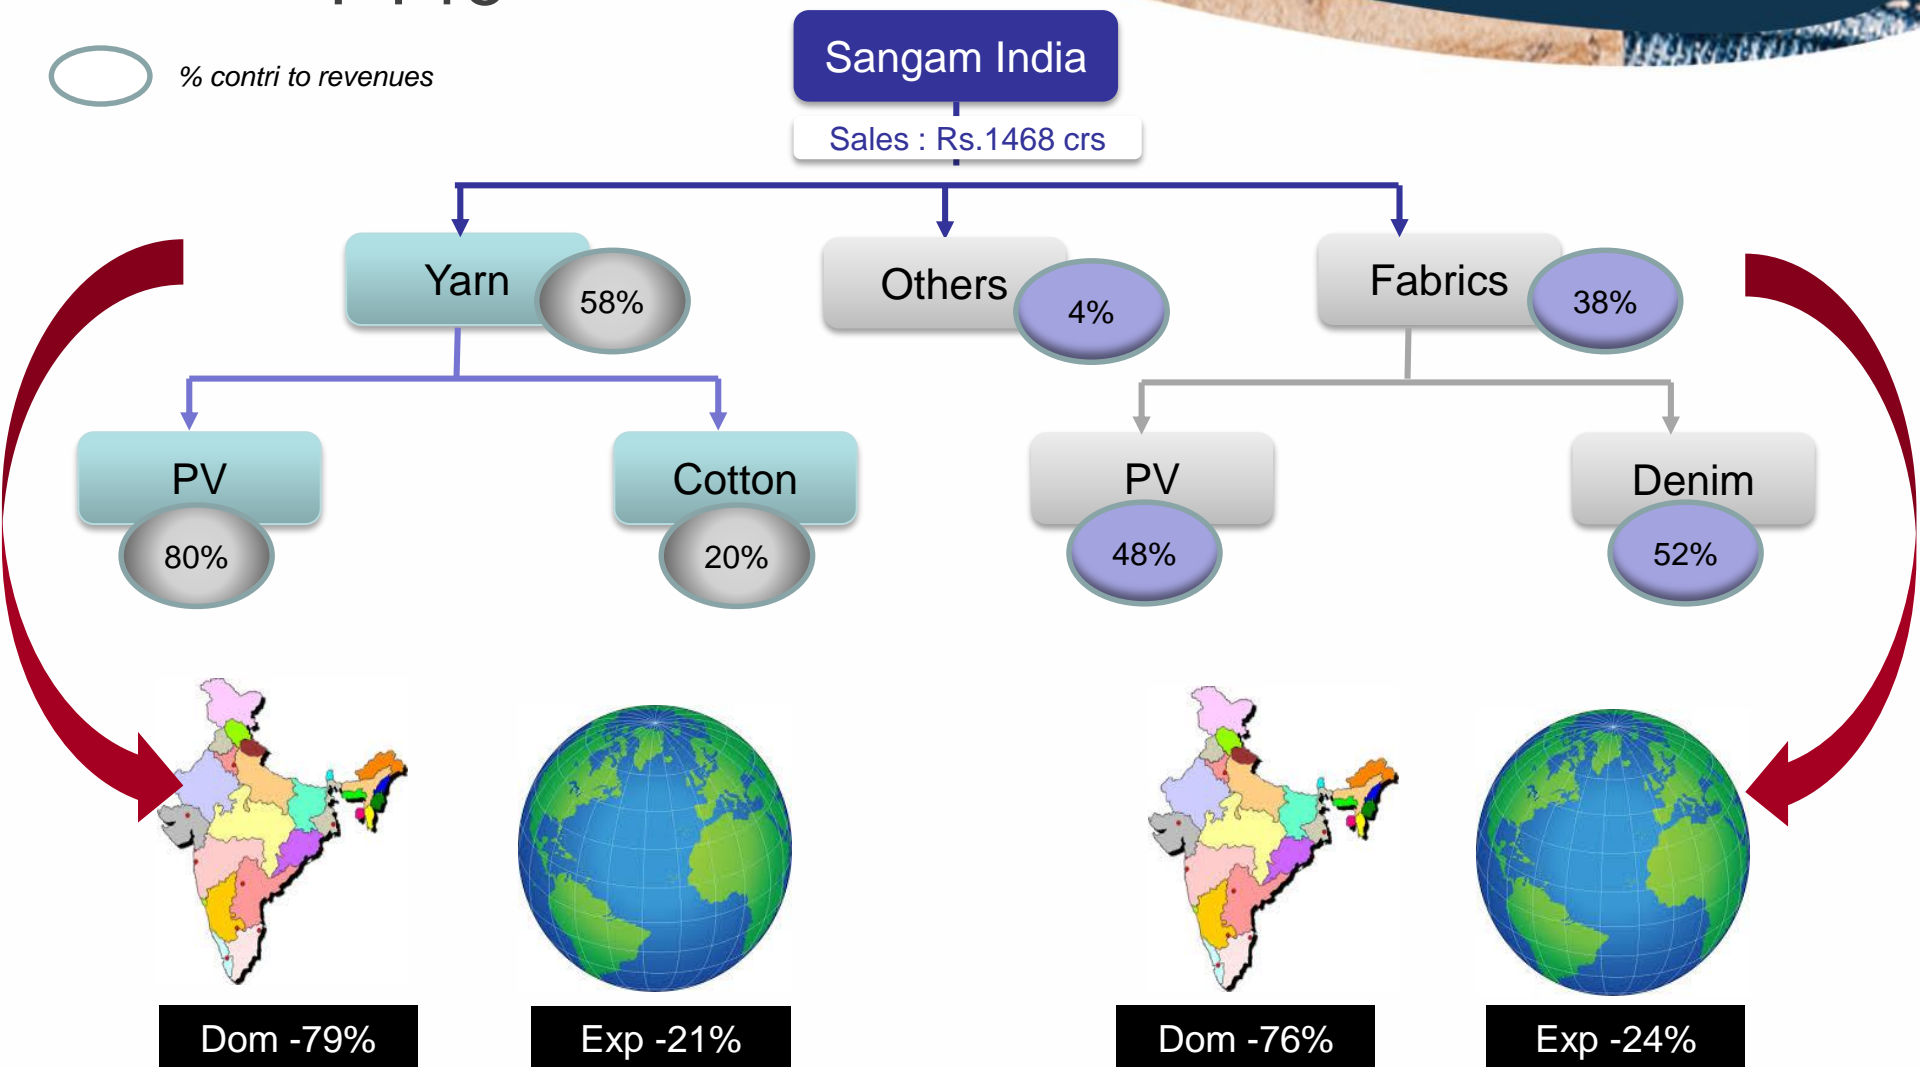 % contri to revenues
Sangam India
Sales : Rs.1468 crs
Yarn
58%
Others
4%
Fabrics
38%
PV
80%
Cotton
20%
PV
48%
Denim
52%
Dom -79%
Exp -21%
Dom -76%
Exp -24%